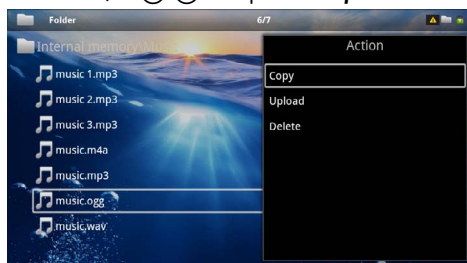 Folder 6/7
Internal memory\Mus
Action
music 1.mp3
music 2.mp3
music 3.mp3
music.m4a
music.mp3
music.ogg
music.wav
Copy
Upload
Delete